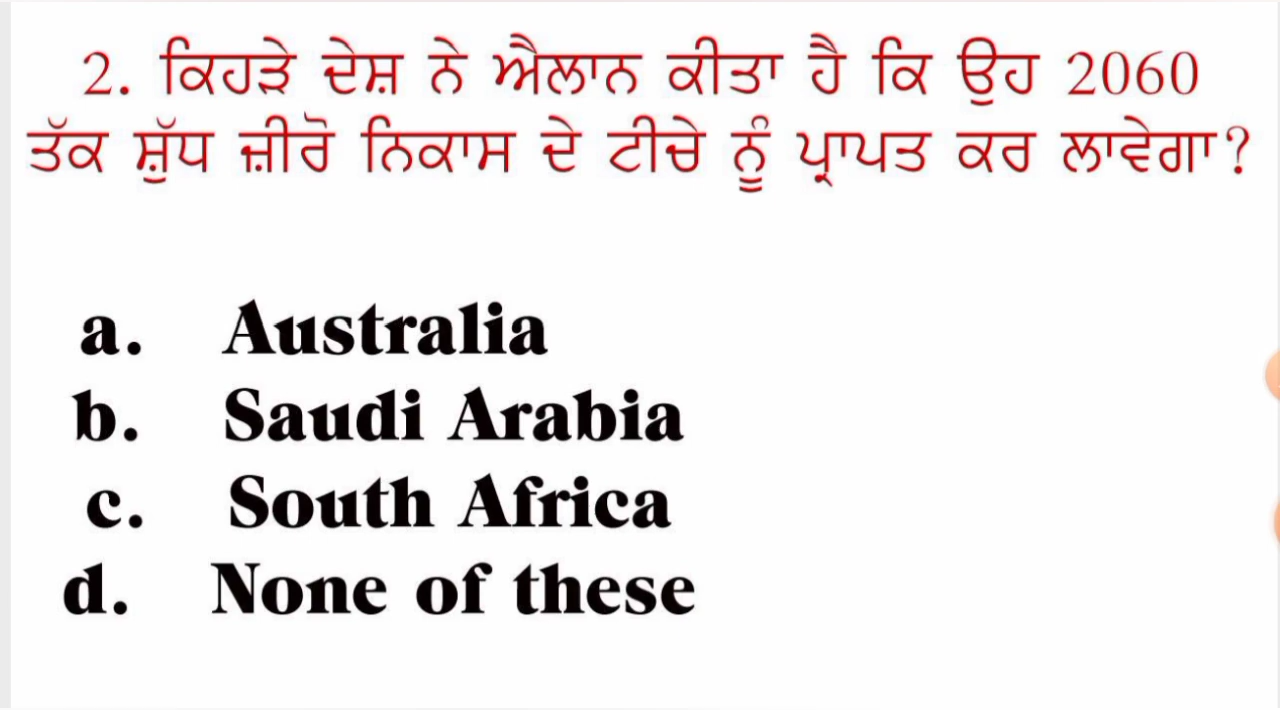 2. ਕਿਹੜੇ ਦੇਸ਼ ਨੇ ਐਲਾਨ ਕੀਤਾ ਹੈ ਕਿ ਉਹ 2060
ਤੱਕ ਸ਼ੁੱਧ ਜ਼ੀਰੋ ਨਿਕਾਸ ਦੇ ਟੀਚੇ ਨੂੰ ਪ੍ਰਾਪਤ ਕਰ ਲਾਵੇਗਾ?
a. Australia
b. Saudi Arabia
c. South Africa
d. None of these